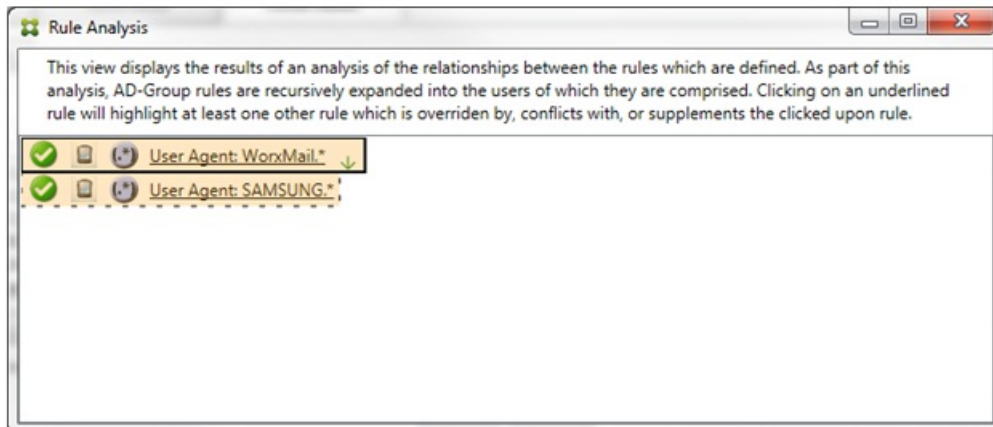 Rule Analysis
This view displays the results of an analysis of the relationships between the rules which are defined. As part of this
analysis, AD-Group rules are recursively expanded into the users of which they are comprised. Clicking on an underlined
rule will highlight at least one other rule which is overriden by, conflicts with, or supplements the clicked upon rule.
(.*) User Agent: WorxMail.*
(.*) User Agent: SAMSUNG.*